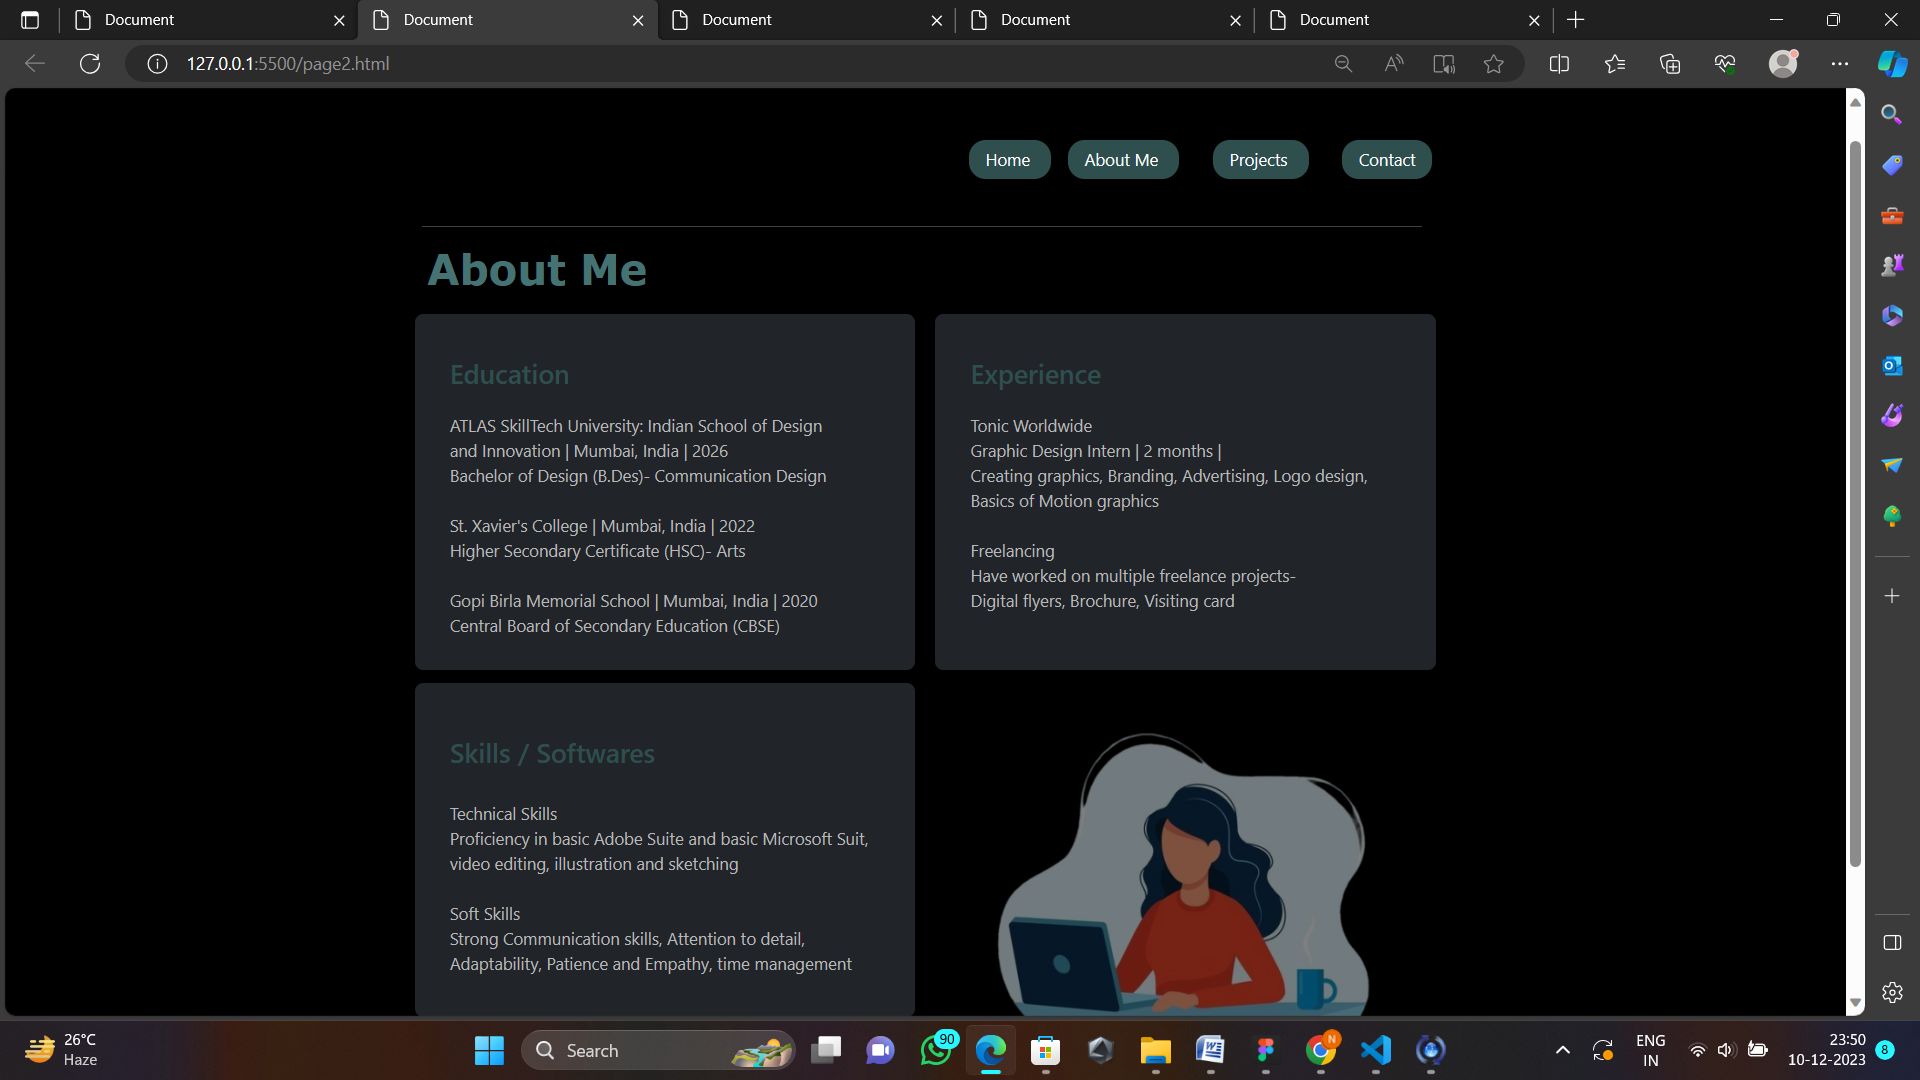 Document
Document
Document
Document
Document
127.0.0.1:5500/page2.html
Home
About Me
Projects
Contact
About Me
Education
ATLAS SkillTech University: Indian School of Design
and Innovation | Mumbai, India | 2026
Bachelor of Design (B.Des)- Communication Design
St. Xavier's College | Mumbai, India | 2022
Higher Secondary Certificate (HSC)- Arts
Gopi Birla Memorial School | Mumbai, India | 2020
Central Board of Secondary Education (CBSE)
Experience
Tonic Worldwide
Graphic Design Intern | 2 months |
Creating graphics, Branding, Advertising, Logo design,
Basics of Motion graphics
Freelancing
Have worked on multiple freelance projects-
Digital flyers, Brochure, Visiting card
Skills / Softwares
Technical Skills
Proficiency in basic Adobe Suite and basic Microsoft Suit,
video editing, illustration and sketching
Soft Skills
Strong Communication skills, Attention to detail,
Adaptability, Patience and Empathy, time management
26°C
Haze
Search
90
N
ENG
IN
23:50
10-12-2023
8